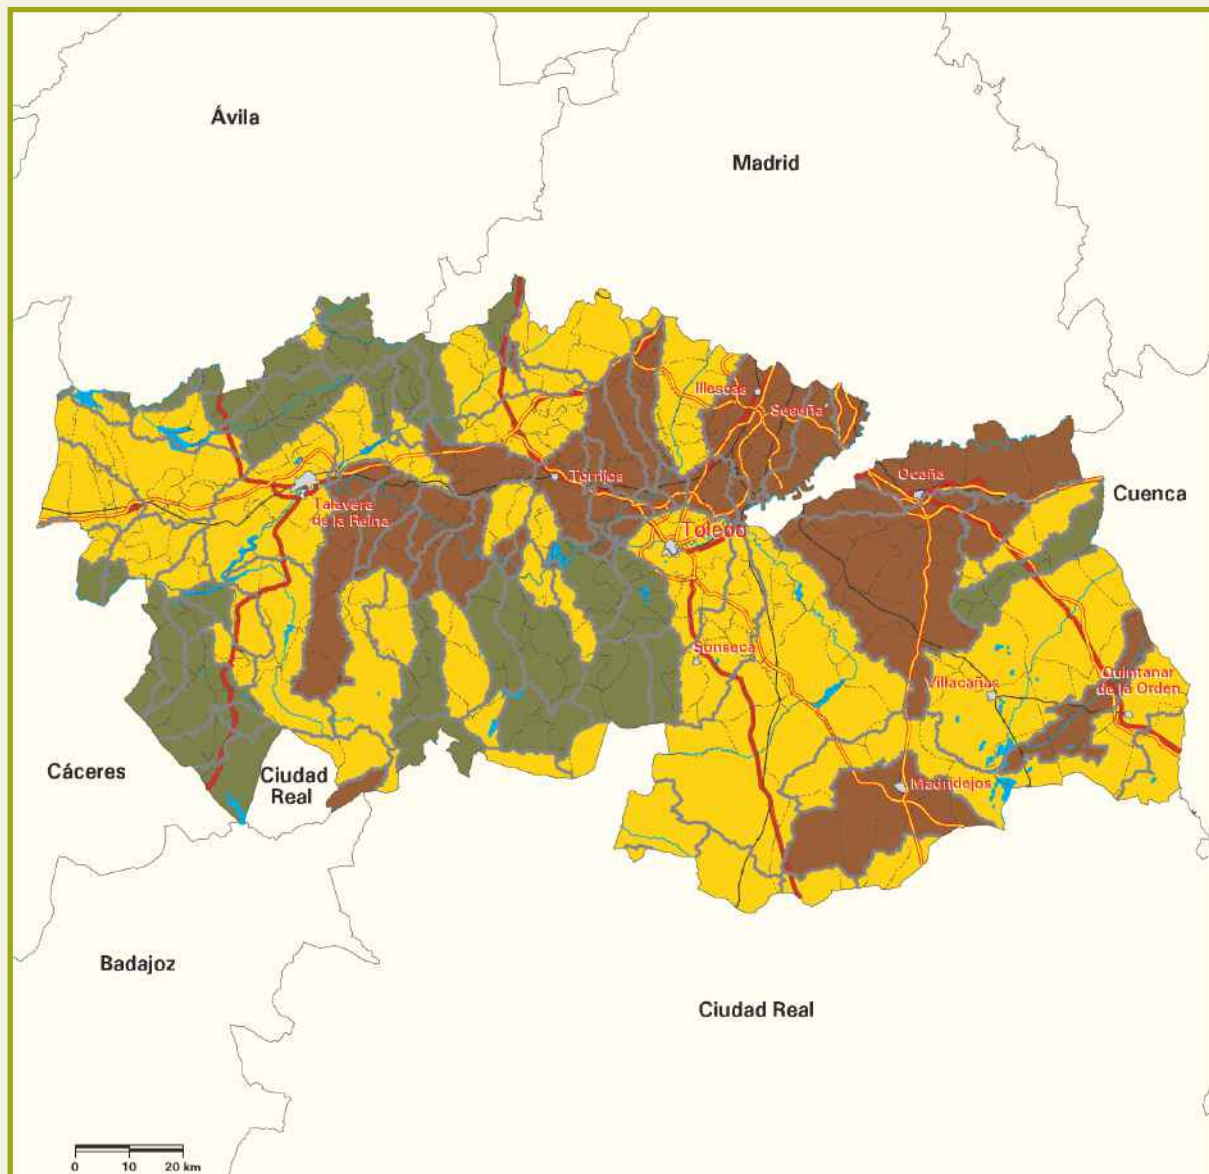 Ávila
Madrid
Illescas
Seseña
Torrijos
Ocaña
Cuenca
Talavera
de la Reina
Toledo
Sonseca
Villacañas
Quintanar
de la Orden
Cáceres
Ciudad
Real
Madridejos
Badajoz
Ciudad Real
0 10 20 km